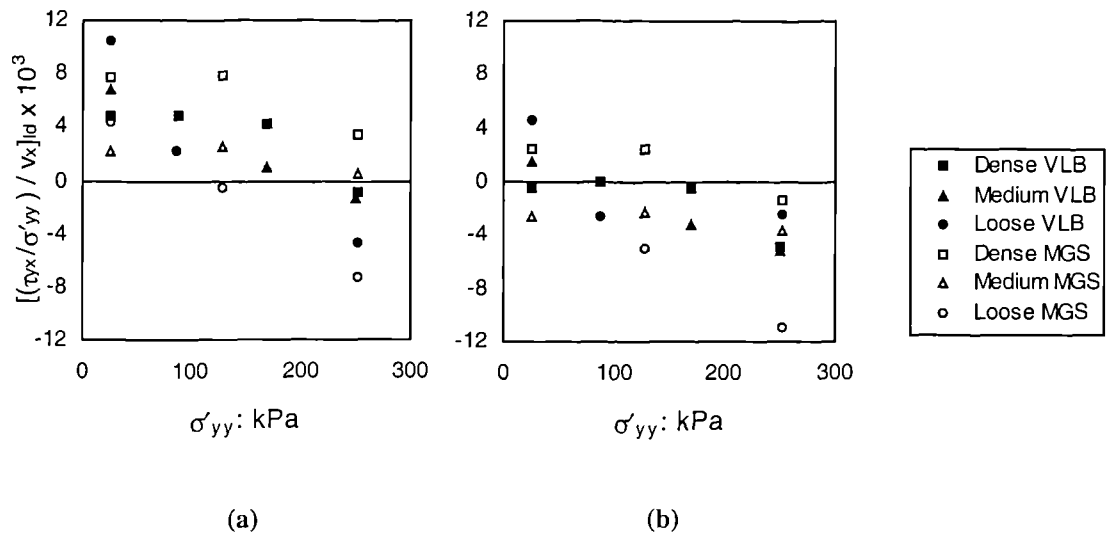 [(τyx/σ′yy) / vx]ld x 10³
12
8
4
0
-4
-8
-12
0 100 200 300
σ′yy: kPa
(a)
12
8
4
0
-4
-8
-12
0 100 200 300
σ′yy: kPa
(b)
Dense VLB
Medium VLB
Loose VLB
Dense MGS
Medium MGS
Loose MGS